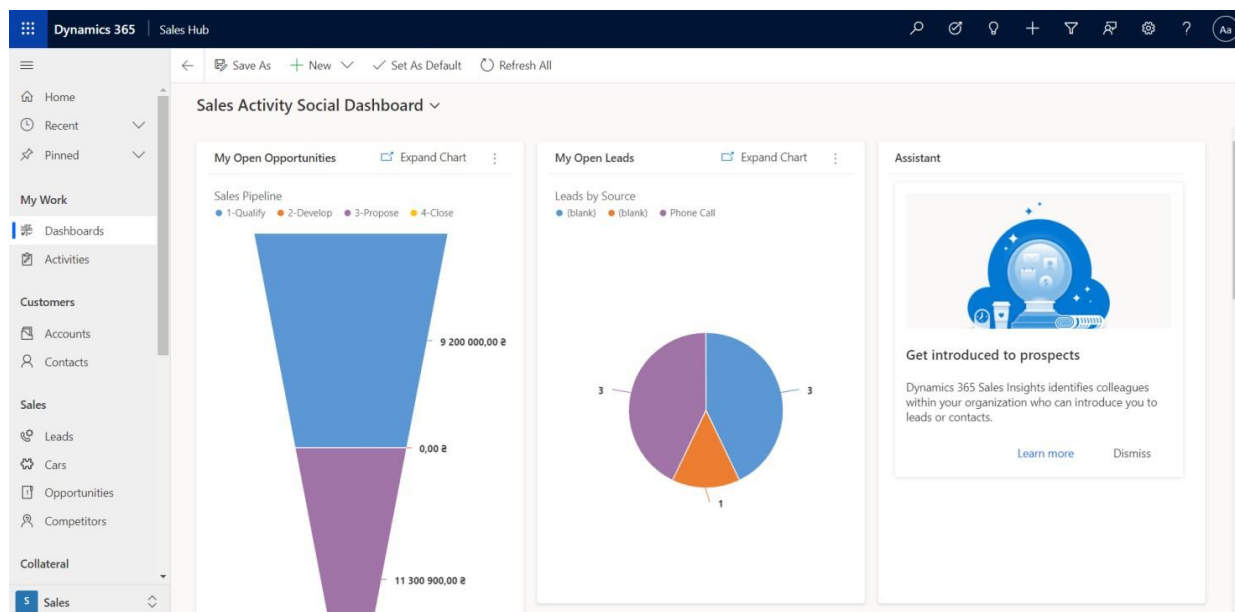 Dynamics 365 Sales Hub
Aa
Save As New Set As Default Refresh All
Home
Recent
Pinned
My Work
Dashboards
Activities
Customers
Accounts
Contacts
Sales
Leads
Cars
Opportunities
Competitors
Collateral
S Sales
Sales Activity Social Dashboard
My Open Opportunities Expand Chart
Sales Pipeline
1-Qualify 2-Develop 3-Propose 4-Close
9 200 000,00 ₴
0,00 ₴
11 300 900,00 ₴
My Open Leads Expand Chart
Leads by Source
(blank) (blank) Phone Call
3 3
1
Assistant
Get introduced to prospects
Dynamics 365 Sales Insights identifies colleagues
within your organization who can introduce you to
leads or contacts.
Learn more Dismiss